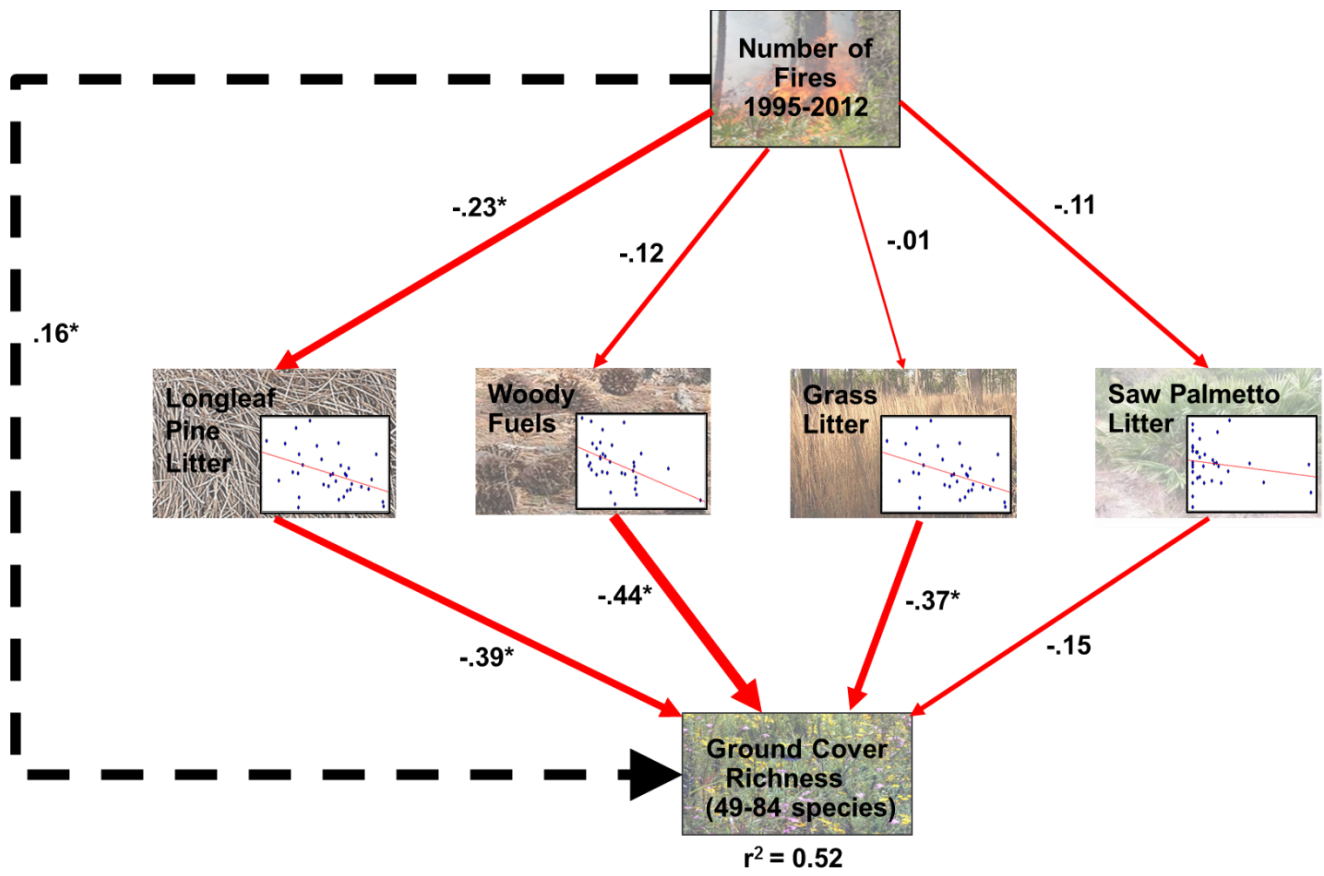 Number of
Fires
1995-2012
-.23*
-.12
-.01
-.11
.16*
Longleaf
Pine
Litter
Woody
Fuels
Grass
Litter
Saw Palmetto
Litter
-.39*
-.44*
-.37*
-.15
Ground Cover
Richness
(49-84 species)
r² = 0.52